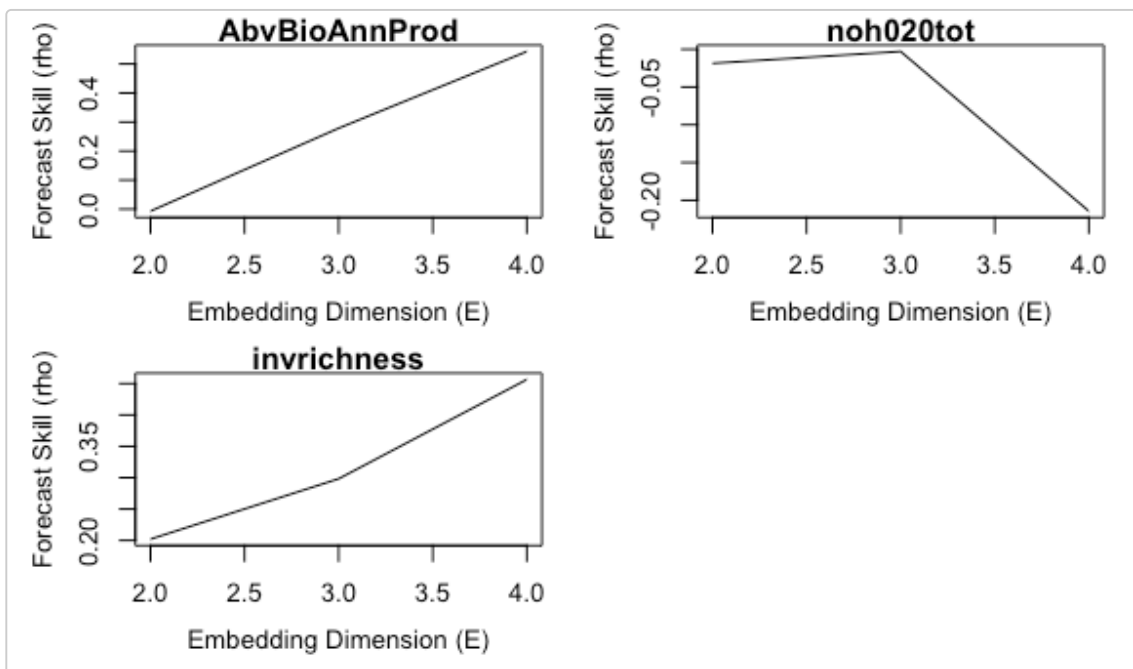 AbvBioAnnProd
Forecast Skill (rho)
0.4
0.2
0.0
2.0 2.5 3.0 3.5 4.0
Embedding Dimension (E)
noh020tot
Forecast Skill (rho)
-0.05
-0.20
2.0 2.5 3.0 3.5 4.0
Embedding Dimension (E)
invrichness
Forecast Skill (rho)
0.35
0.20
2.0 2.5 3.0 3.5 4.0
Embedding Dimension (E)